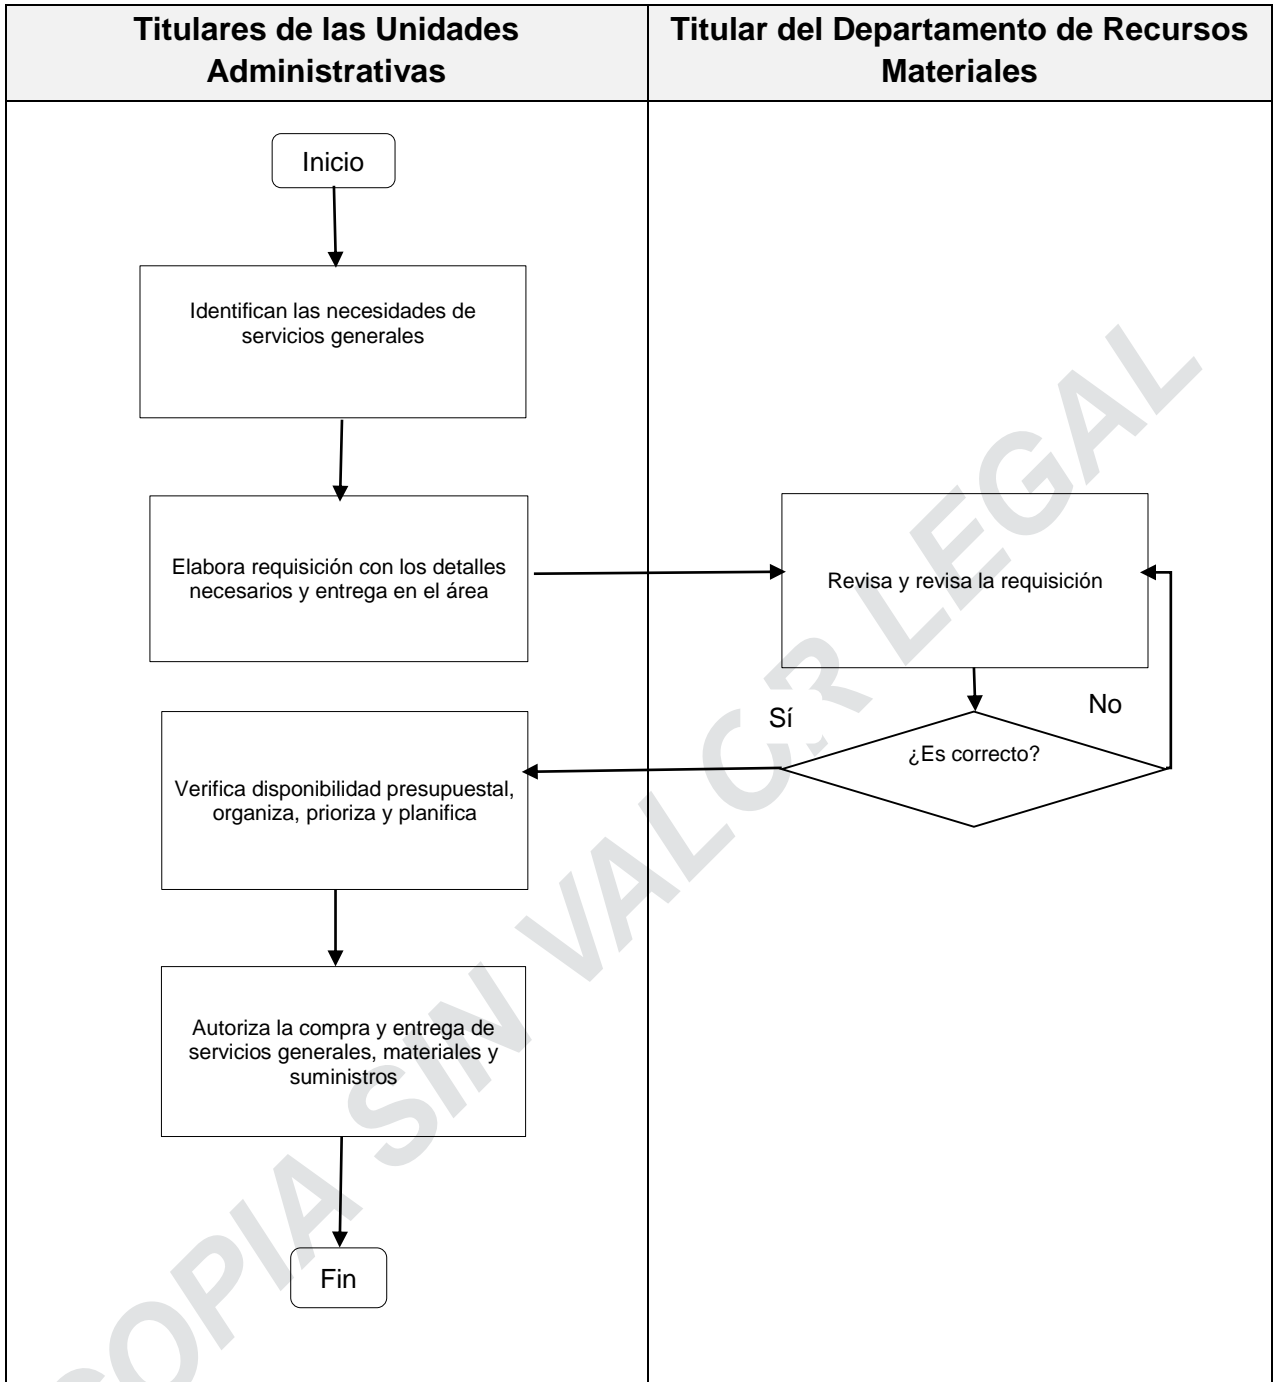 Titulares de las Unidades
Administrativas
Titular del Departamento de Recursos
Materiales
Inicio
Identifican las necesidades de
servicios generales
Elabora requisición con los detalles
necesarios y entrega en el área
Revisa y revisa la requisición
Sí
No
¿Es correcto?
Verifica disponibilidad presupuestal,
organiza, prioriza y planifica
Autoriza la compra y entrega de
servicios generales, materiales y
suministros
Fin
COPIA SIN VALOR LEGAL